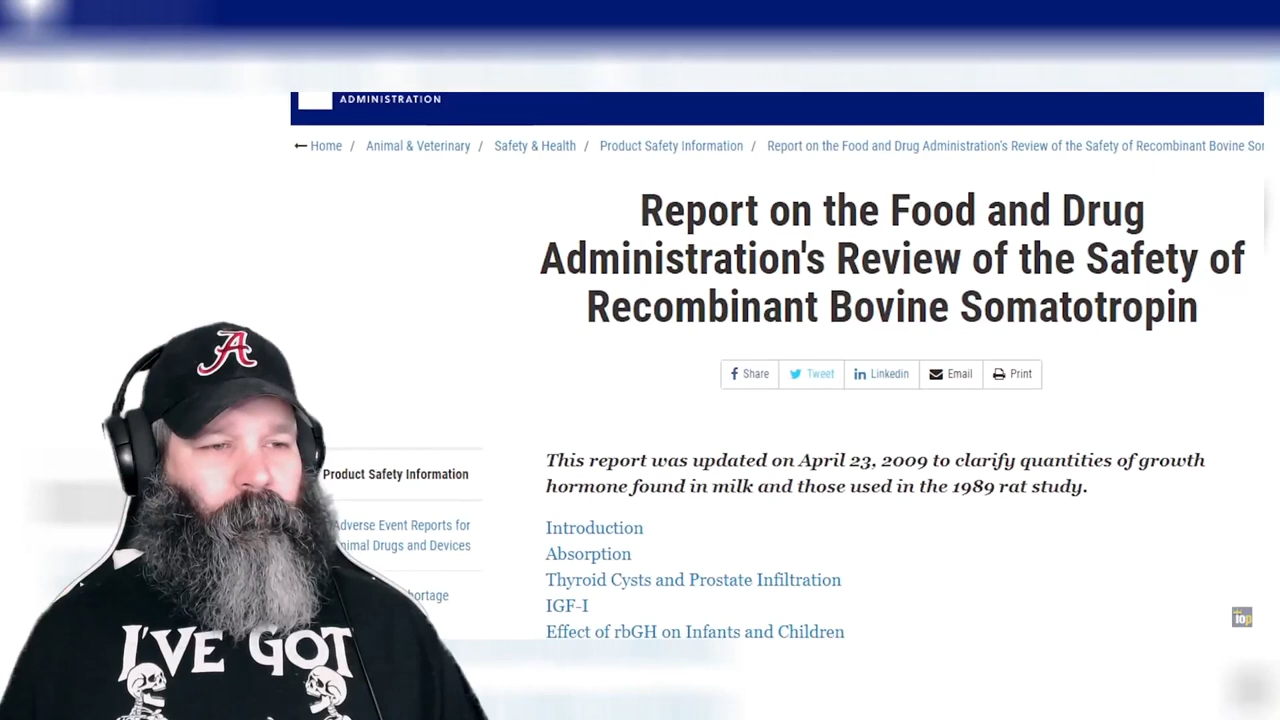 ADMINISTRATION
Home / Animal & Veterinary / Safety & Health / Product Safety Information / Report on the Food and Drug Administration's Review of the Safety of Recombinant Bovine
Report on the Food and Drug
Administration's Review of the Safety of
Recombinant Bovine Somatotropin
Share Tweet Linkedin Email Print
A
Product Safety Information
Adverse Event Reports for
Animal Drugs and Devices
This report was updated on April 23, 2009 to clarify quantities of growth
hormone found in milk and those used in the 1989 rat study.
Introduction
Absorption
Thyroid Cysts and Prostate Infiltration
IGF-I
Effect of rbGH on Infants and Children
I'VE GOT